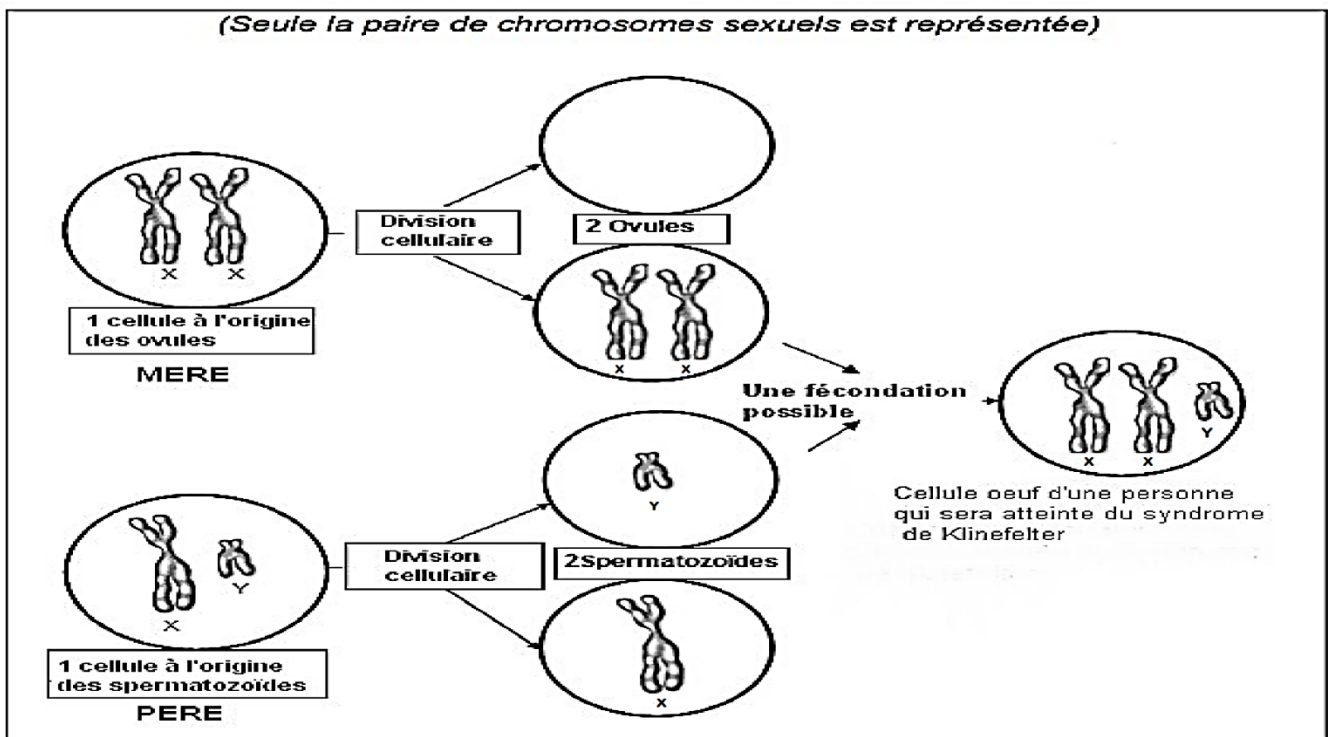 (Seule la paire de chromosomes sexuels est représentée)
X X
1 cellule à l'origine
des ovules
MERE
Division
cellulaire
2 Ovules
X X
Une fécondation
possible
X X Y
Cellule oeuf d'une personne
qui sera atteinte du syndrome
de Klinefelter
X Y
1 cellule à l'origine
des spermatozoïdes
PERE
Division
cellulaire
Y
2Spermatozoïdes
X